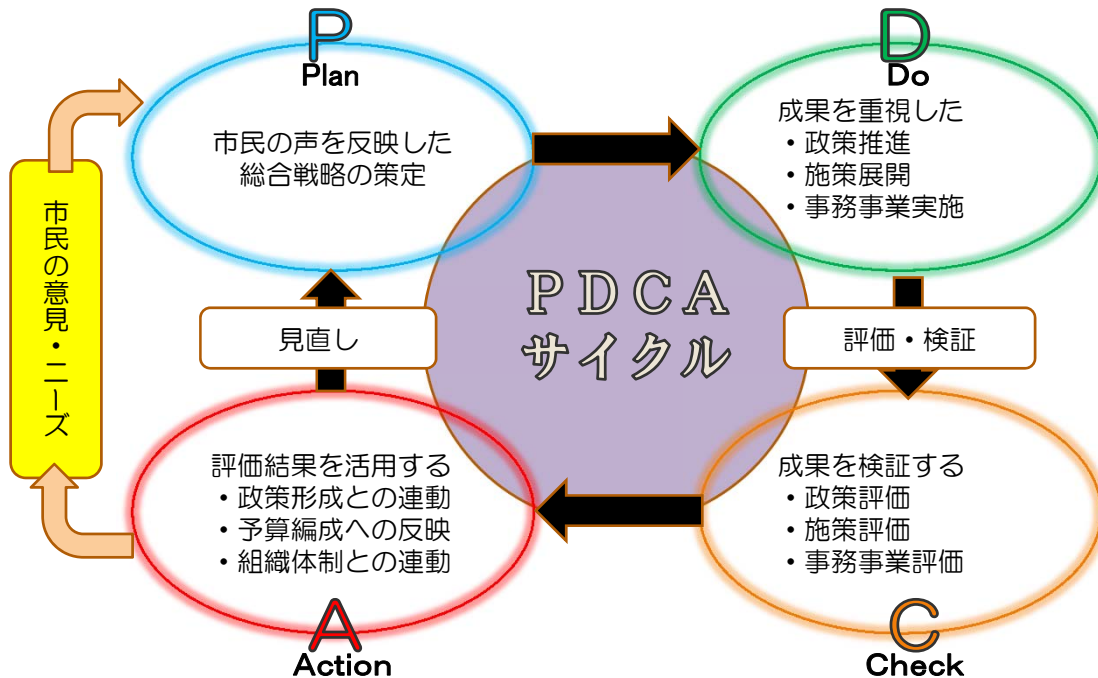 P
Plan
市民の声を反映した
総合戦略の策定
D
Do
成果を重視した
・政策推進
・施策展開
・事務事業実施
市民の意見・ニーズ
PDCA
サイクル
見直し
評価・検証
評価結果を活用する
・政策形成との連動
・予算編成への反映
・組織体制との連動
A
Action
成果を検証する
・政策評価
・施策評価
・事務事業評価
C
Check